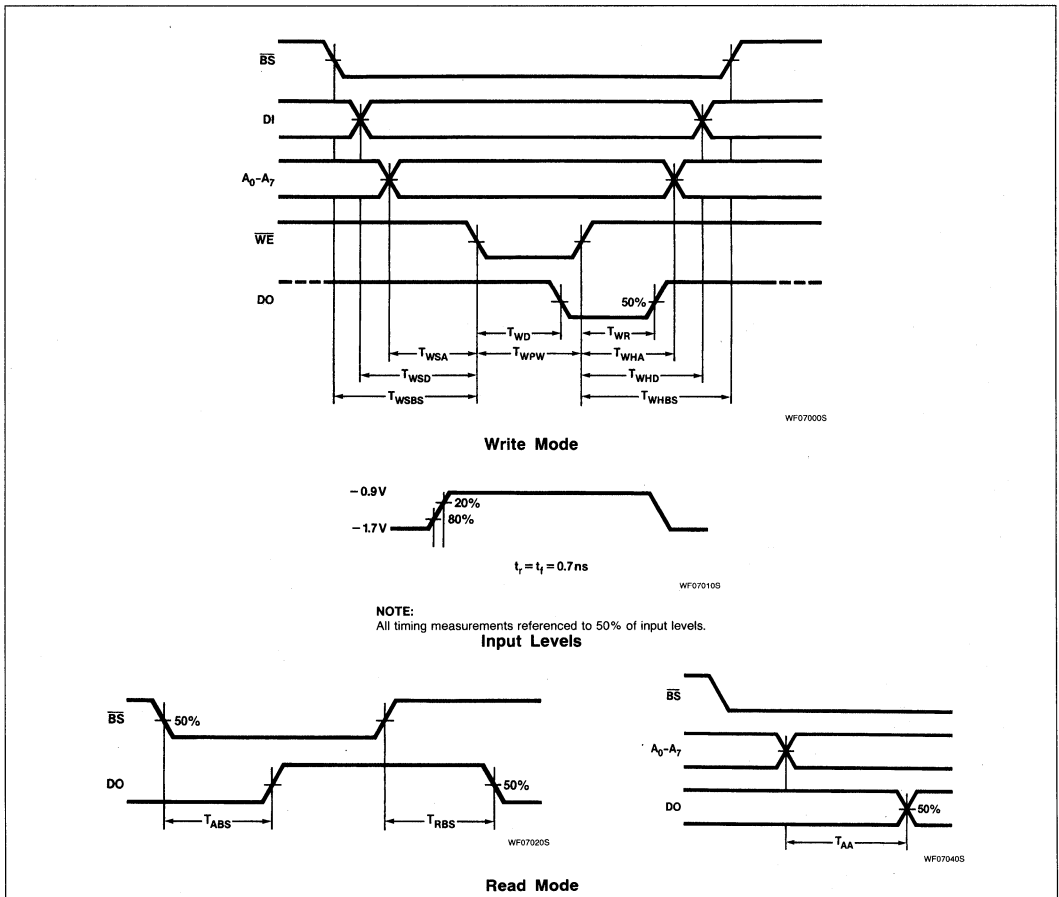 BS
DI
A0-A7
WE
DO
50%
TWD
TWR
TWSA
TWPW
TWHA
TWSD
TWHD
TWSBS
TWHBS
WF07000S
Write Mode
−0.9V
20%
80%
−1.7V
tr = tf = 0.7ns
WF07010S
NOTE:
All timing measurements referenced to 50% of input levels.
Input Levels
BS
50%
DO
50%
TABS
TRBS
WF07020S
BS
A0-A7
DO
50%
TAA
WF07040S
Read Mode